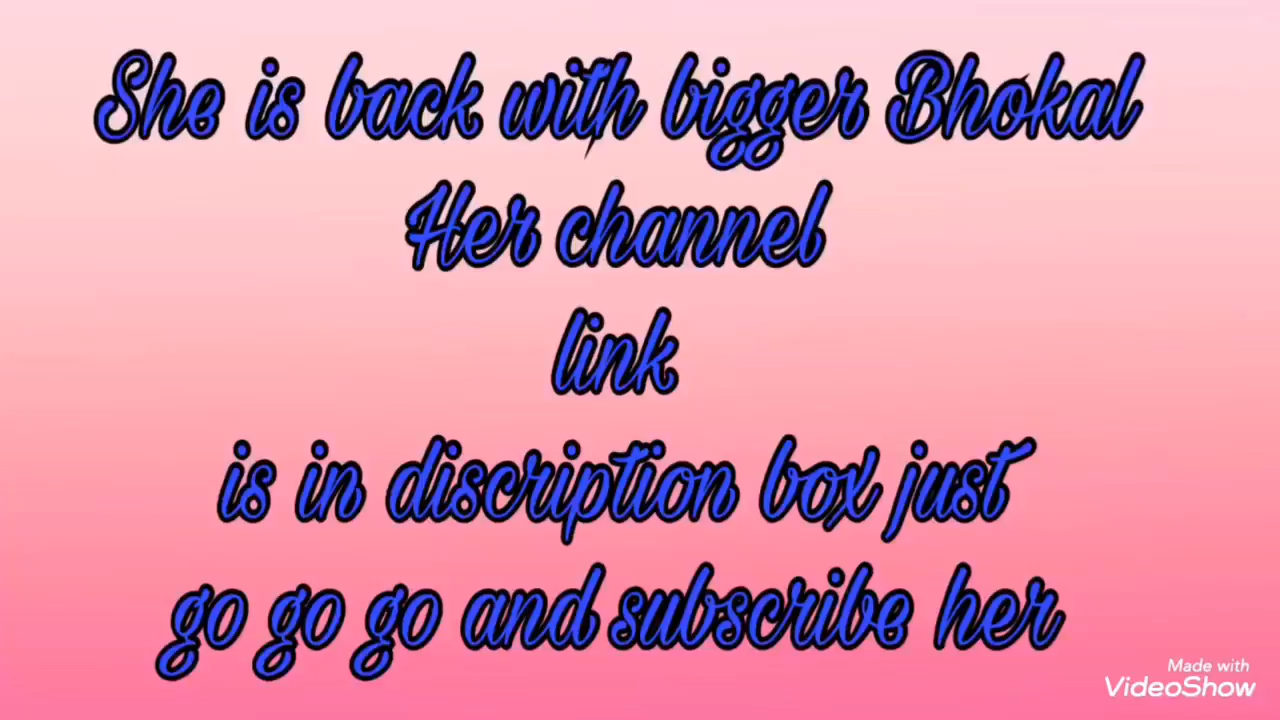 She is back with bigger Bhokal
Her channel
link
is in discription box just
go go go and subscribe her
Made with
VideoShow